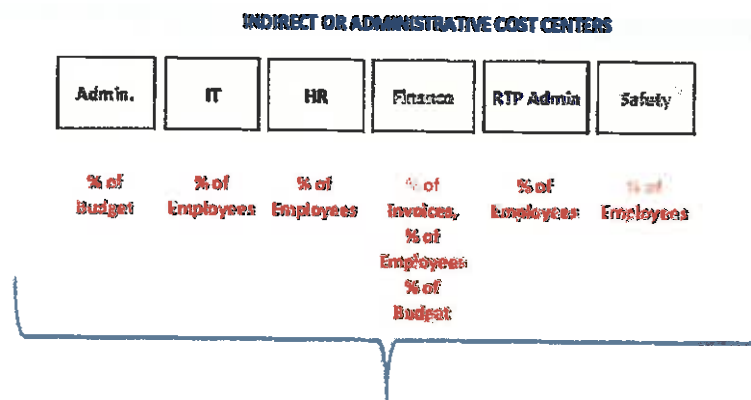 INDIRECT OR ADMINISTRATIVE COST CENTERS
Admin.
IT
HR
Finance
RTP Admin
Safety
% of
Budget
% of
Employees
% of
Employees
% of
Invoices,
% of
Employees
% of
Budget
% of
Employees
% of
Employees